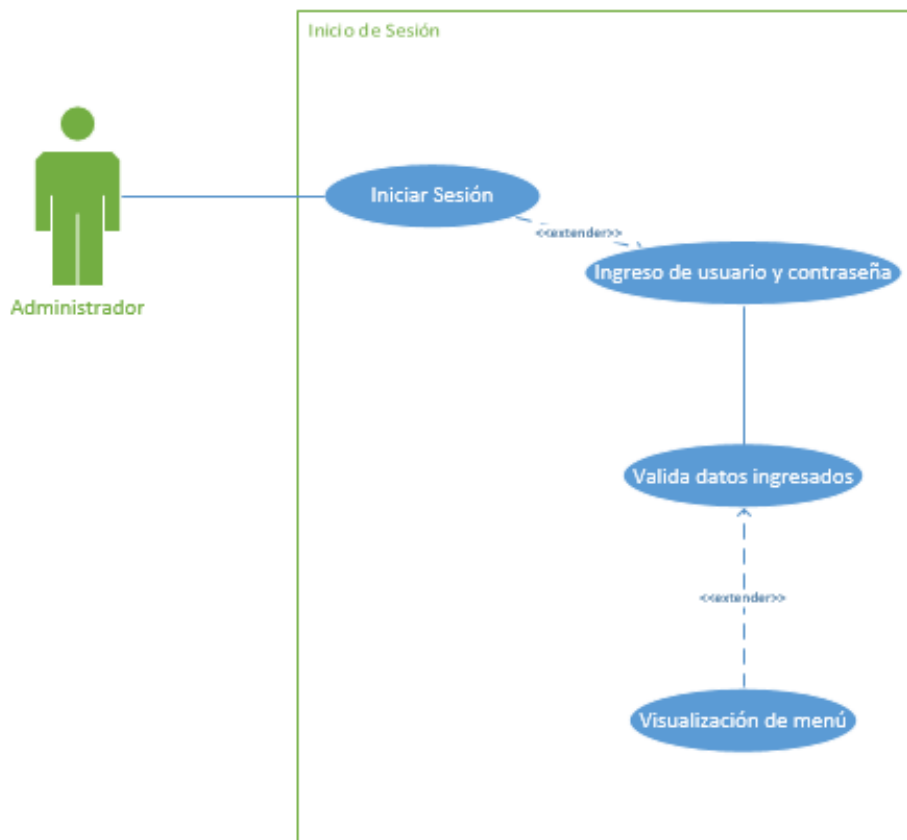 Inicio de Sesión
Iniciar Sesión
<<extender>>
Ingreso de usuario y contraseña
Administrador
Valida datos ingresados
<<extender>>
Visualización de menú